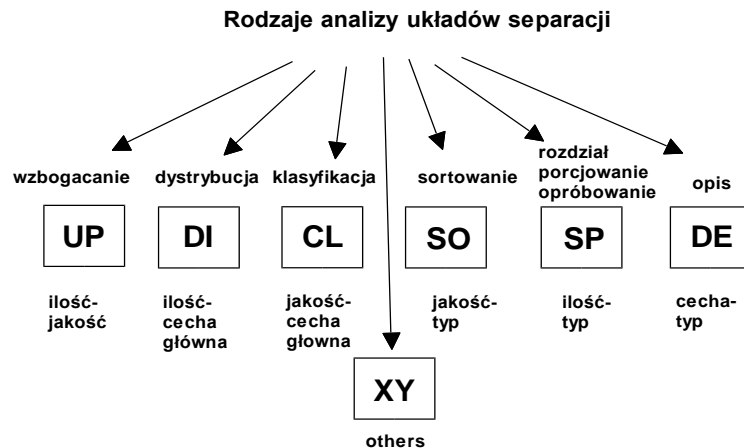 Rodzaje analizy układów separacji
wzbogacanie
dystrybucja
klasyfikacja
sortowanie
rozdział
porcjowanie
opróbowanie
opis
UP
DI
CL
SO
SP
DE
ilość-
jakość
ilość-
cecha
główna
jakość-
cecha
głowna
jakość-
typ
ilość-
typ
cecha-
typ
XY
others